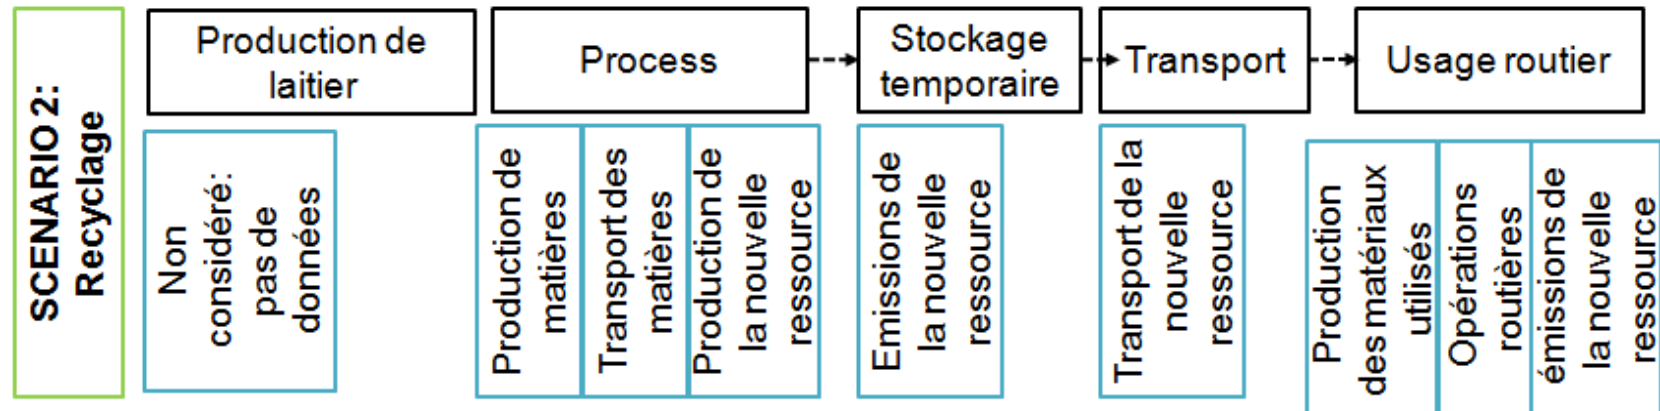 SCENARIO 2:
Recyclage
Production de
laitier
Process
Stockage
temporaire
Transport
Usage routier
Non
considéré:
pas de
données
Production de
matières
Transport des
matières
Production de
la nouvelle
ressource
Emissions de
la nouvelle
ressource
Transport de la
nouvelle
ressource
Production
des matériaux
utilisés
Opérations
routières
émissions de
la nouvelle
ressource